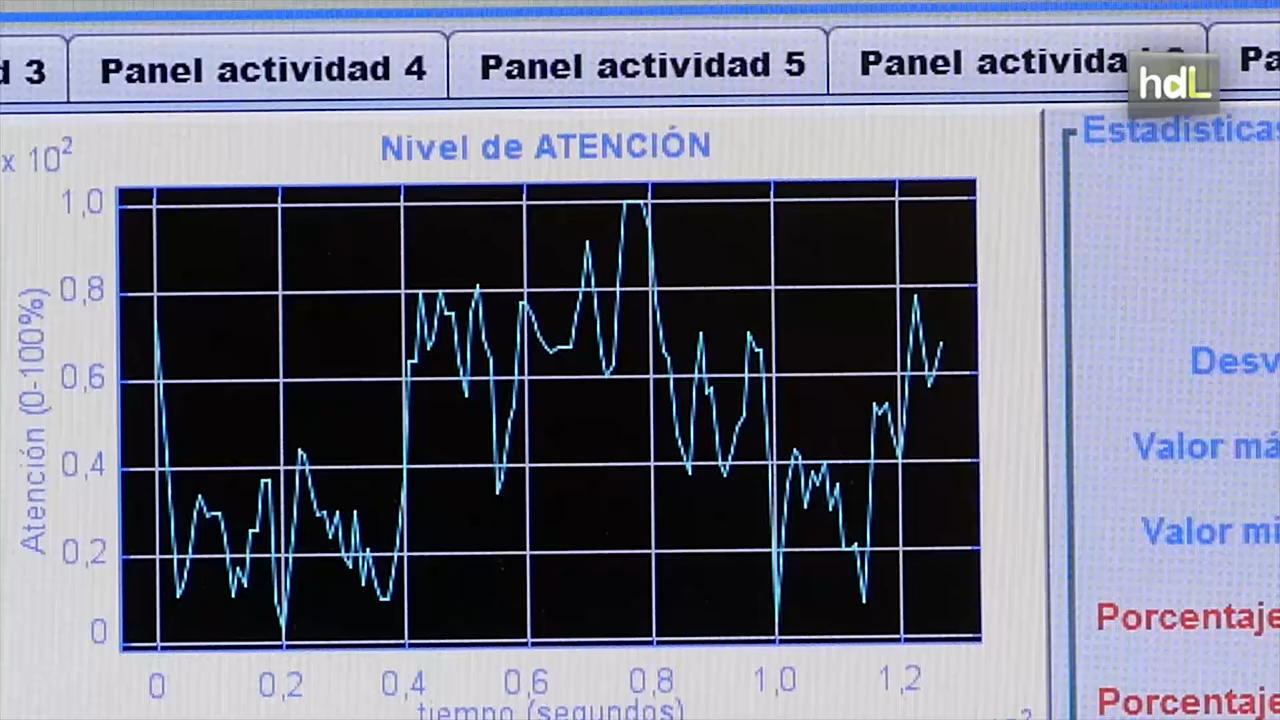 d 3
Panel actividad 4
Panel actividad 5
Panel activida
Pa
hdL
Nivel de ATENCIÓN
x 10²
1,0
0,8
0,6
0,4
0,2
0
Atención (0-100%)
0
0,2
0,4
0,6
0,8
1,0
1,2
tiempo (segundos)
Estadística
Desv
Valor má
Valor mí
Porcentaje
Porcentaje